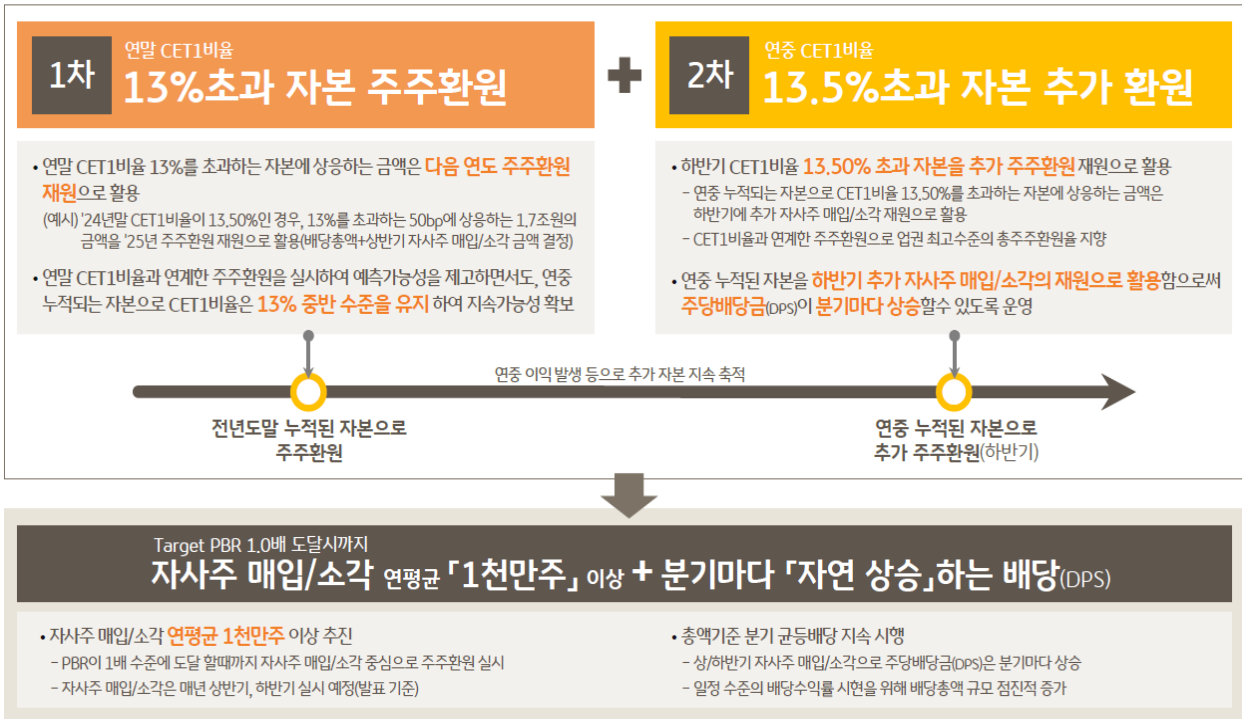 1차
연말 CET1비율
13%초과 자본 주주환원
+
2차
연중 CET1비율
13.5%초과 자본 추가 환원
• 연말 CET1비율 13%를 초과하는 자본에 상응하는 금액은 다음 연도 주주환원
재원으로 활용
(예시) '24년말 CET1비율이 13.50%인 경우, 13%를 초과하는 50bp에 상응하는 1.7조원의
금액을 '25년 주주환원 재원으로 활용(배당총액+상반기 자사주 매입/소각 금액 결정)
• 연말 CET1비율과 연계한 주주환원을 실시하여 예측가능성을 제고하면서도, 연중
누적되는 자본으로 CET1비율은 13% 중반 수준을 유지 하여 지속가능성 확보
• 하반기 CET1비율 13.50% 초과 자본을 추가 주주환원 재원으로 활용
- 연중 누적되는 자본으로 CET1비율 13.50%를 초과하는 자본에 상응하는 금액은
하반기에 추가 자사주 매입/소각 재원으로 활용
- CET1비율과 연계한 주주환원으로 업권 최고수준의 총주주환원율 지향
• 연중 누적된 자본을 하반기 추가 자사주 매입/소각의 재원으로 활용함으로써
주당배당금(DPS)이 분기마다 상승할수 있도록 운영
연중 이익 발생 등으로 추가 자본 지속 축적
전년도말 누적된 자본으로
주주환원
연중 누적된 자본으로
추가 주주환원(하반기)
Target PBR 1.0배 도달시까지
자사주 매입/소각 연평균 「1천만주」 이상 + 분기마다 「자연 상승」하는 배당(DPS)
• 자사주 매입/소각 연평균 1천만주 이상 추진
- PBR이 1배 수준에 도달 할때까지 자사주 매입/소각 중심으로 주주환원 실시
- 자사주 매입/소각은 매년 상반기, 하반기 실시 예정(발표 기준)
• 총액기준 분기 균등배당 지속 시행
- 상/하반기 자사주 매입/소각으로 주당배당금(DPS)은 분기마다 상승
- 일정 수준의 배당수익률 시현을 위해 배당총액 규모 점진적 증가